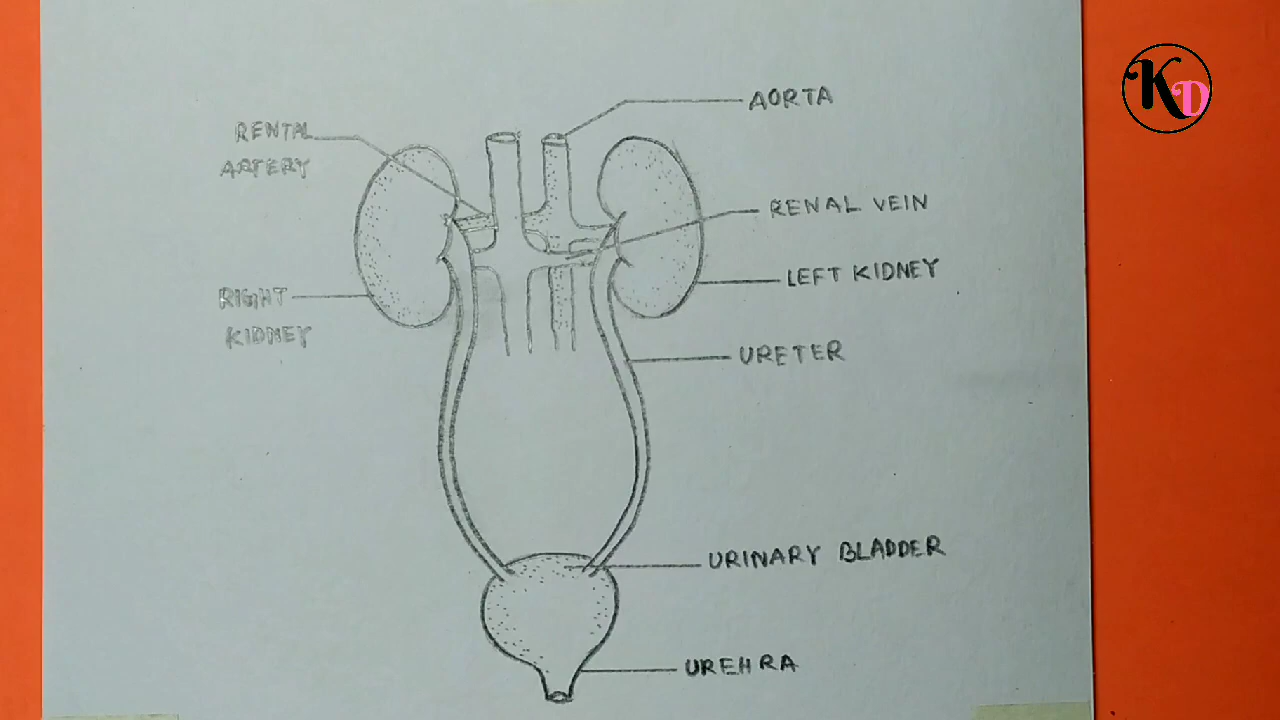 AORTA
RENTAL
ARTERY
RENAL VEIN
LEFT KIDNEY
RIGHT
KIDNEY
URETER
URINARY BLADDER
UREHRA
KD